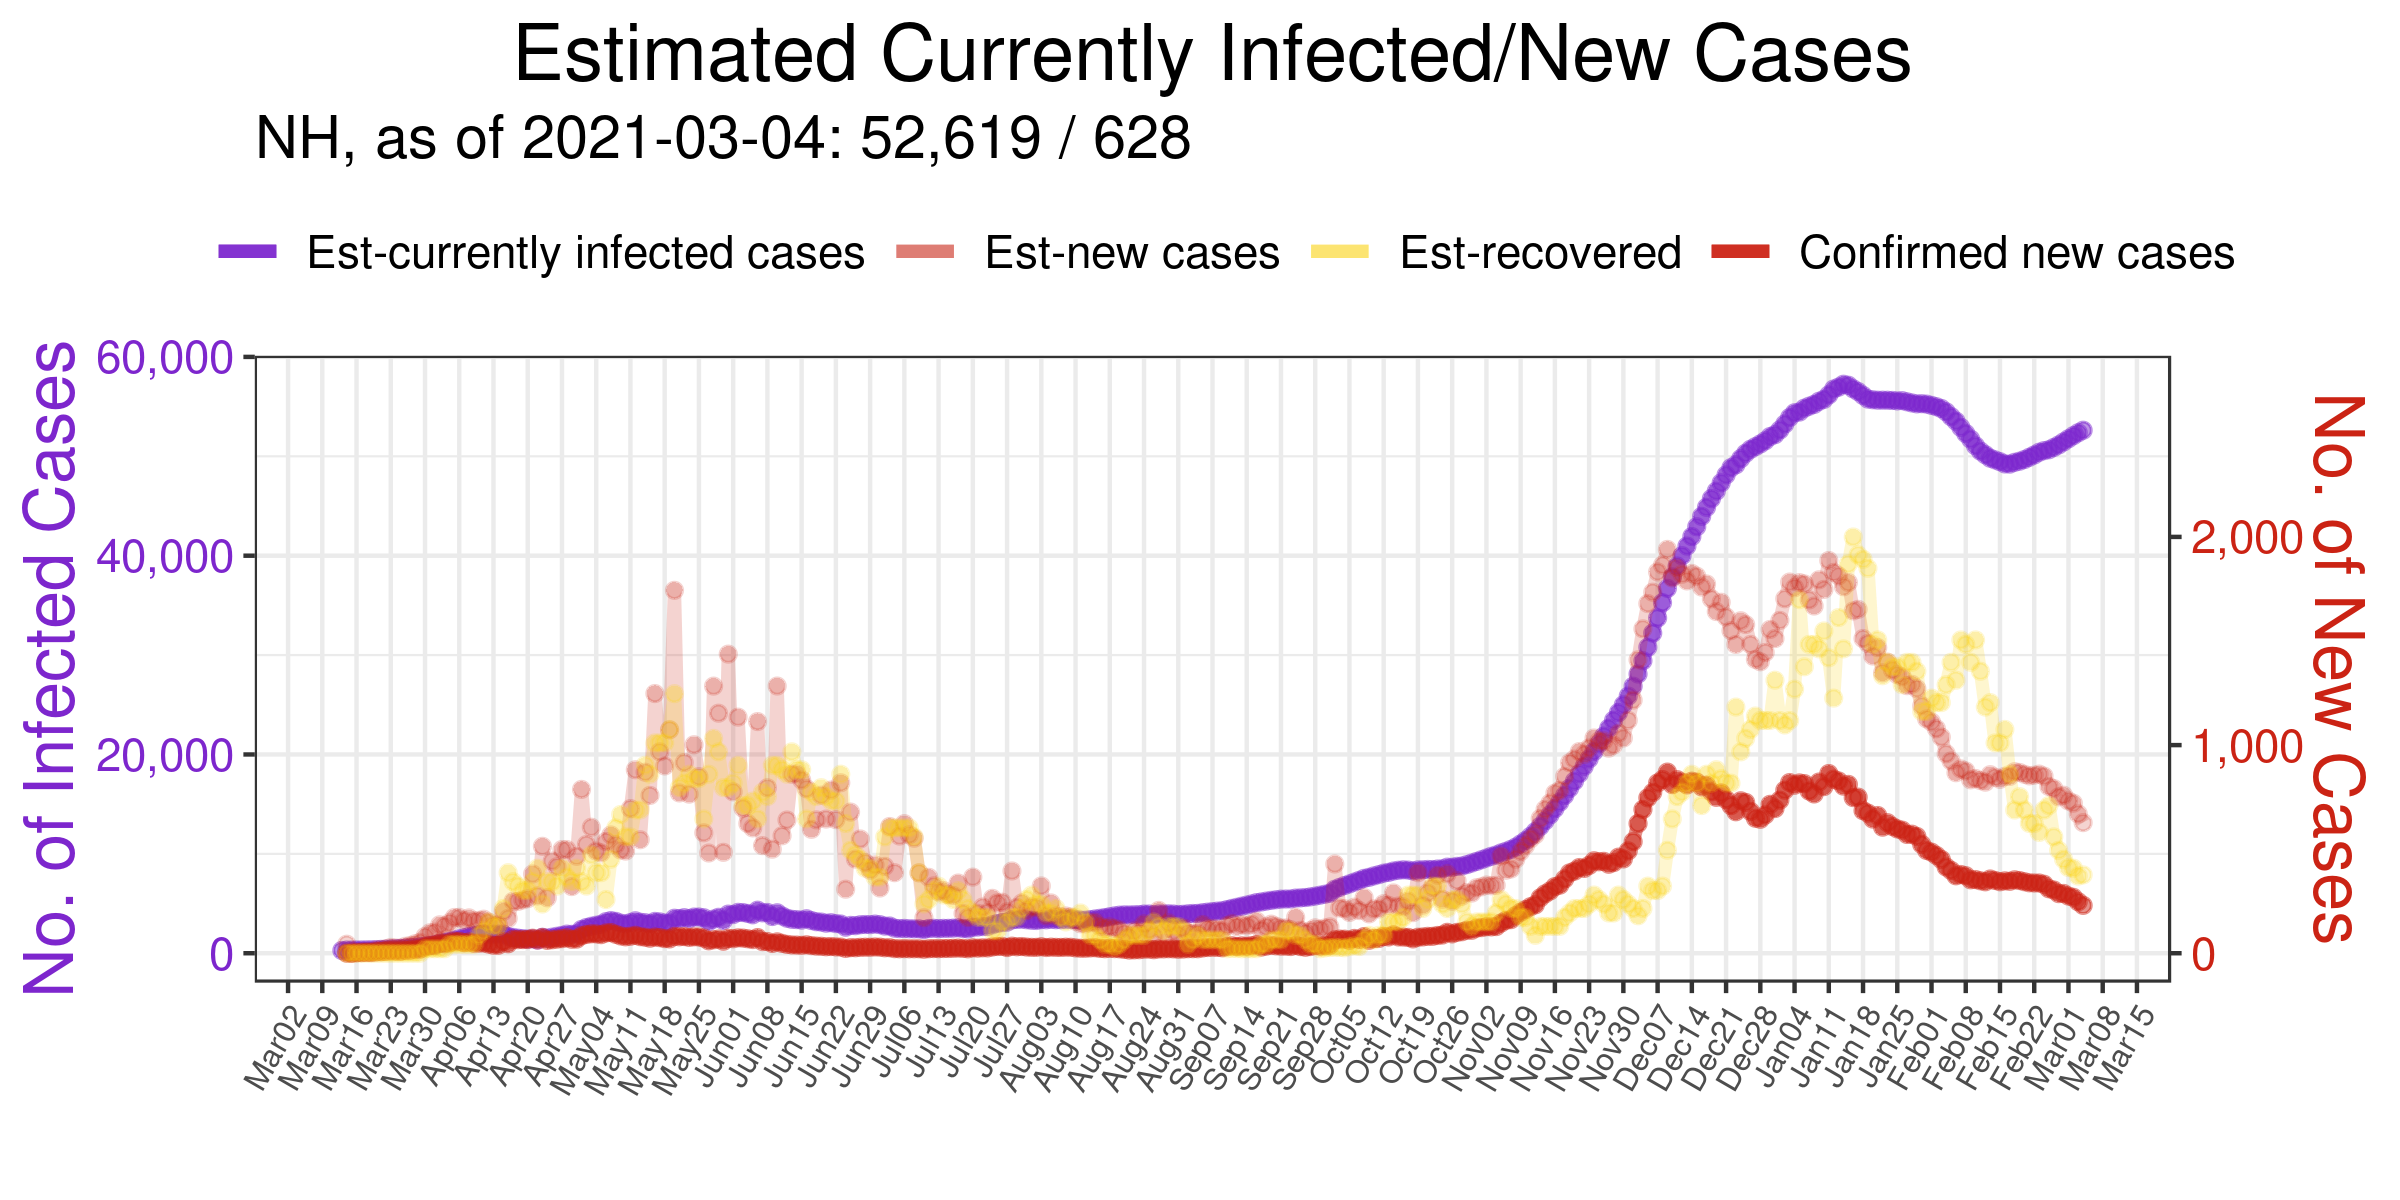 Estimated Currently Infected/New Cases
NH, as of 2021-03-04: 52,619 / 628
Est-currently infected cases
Est-new cases
Est-recovered
Confirmed new cases
No. of Infected Cases
60,000
40,000
20,000
0
No. of New Cases
2,000
1,000
0
Mar02
Mar09
Mar16
Mar23
Mar30
Apr06
Apr13
Apr20
Apr27
May04
May11
May18
May25
Jun01
Jun08
Jun15
Jun22
Jun29
Jul06
Jul13
Jul20
Jul27
Aug03
Aug10
Aug17
Aug24
Aug31
Sep07
Sep14
Sep21
Sep28
Oct05
Oct12
Oct19
Oct26
Nov02
Nov09
Nov16
Nov23
Nov30
Dec07
Dec14
Dec21
Dec28
Jan04
Jan11
Jan18
Jan25
Feb01
Feb08
Feb15
Feb22
Mar01
Mar08
Mar15